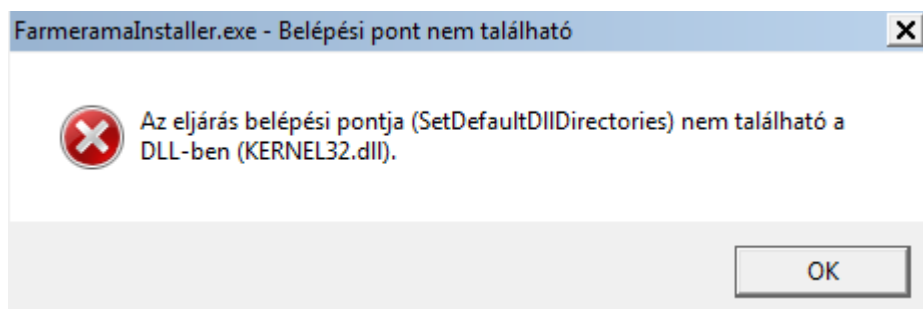 FarmeramaInstaller.exe - Belépési pont nem található
Az eljárás belépési pontja (SetDefaultDllDirectories) nem található a
DLL-ben (KERNEL32.dll).
OK